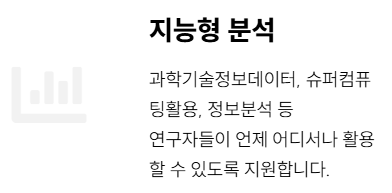 지능형 분석
과학기술정보데이터, 슈퍼컴퓨
팅활용, 정보분석 등
연구자들이 언제 어디서나 활용
할 수 있도록 지원합니다.